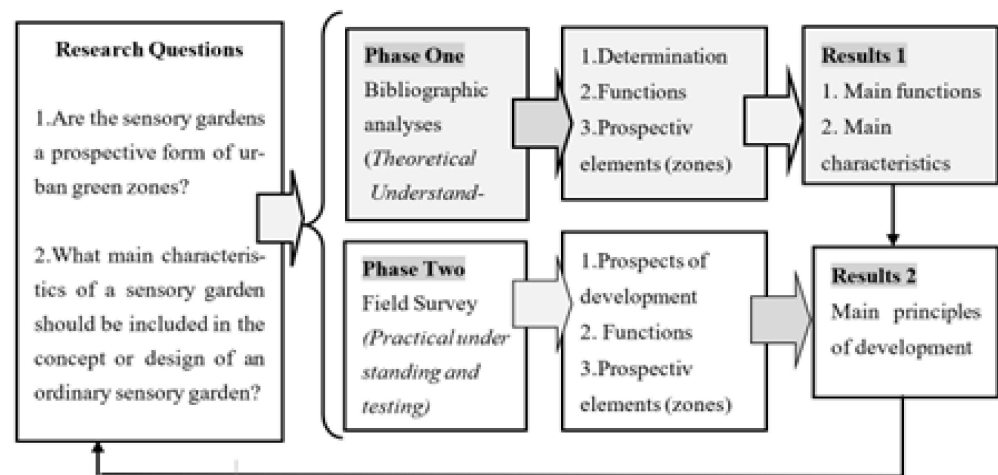 Research Questions
1.Are the sensory gardens
a prospective form of ur-
ban green zones?
2.What main characteris-
tics of a sensory garden
should be included in the
concept or design of an
ordinary sensory garden?
Phase One
Bibliographic
analyses
(Theoretical
Understand-
1.Determination
2.Functions
3.Prospectiv
elements (zones)
Results 1
1. Main functions
2. Main
characteristics
Phase Two
Field Survey
(Practical under
standing and
testing)
1.Prospects of
development
2. Functions
3.Prospectiv
elements (zones)
Results 2
Main principles
of development